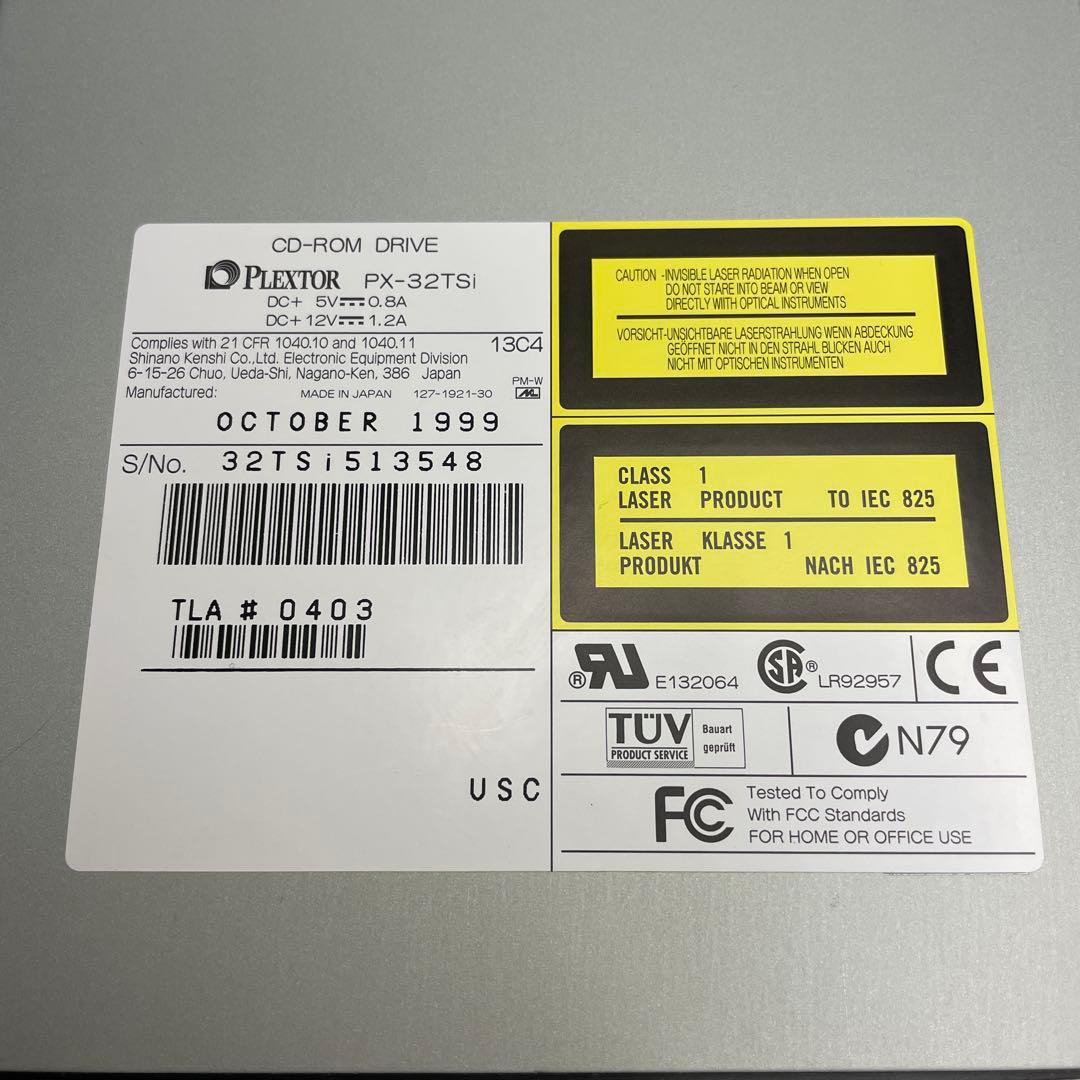 CD-ROM DRIVE
PLEXTOR PX-32TSi
DC+ 5V 0.8A
DC+ 12V 1.2A
Complies with 21 CFR 1040.10 and 1040.11 13C4
Shinano Kenshi Co.,Ltd. Electronic Equipment Division
6-15-26 Chuo, Ueda-Shi, Nagano-Ken, 386 Japan
PM-W
Manufactured: MADE IN JAPAN 127-1921-30
OCTOBER 1999
S/No. 32TSi513548
TLA # 0403
USC
CAUTION -INVISIBLE LASER RADIATION WHEN OPEN
DO NOT STARE INTO BEAM OR VIEW
DIRECTLY WIITH OPTICAL INSTRUMENTS
VORSICHT-UNSICHTBARE LASERSTRAHLUNG WENN ABDECKUNG
GEÖFFNET NICHT IN DEN STRAHL BLICKEN AUCH
NICHT MIT OPTISCHEN INSTRUMENTEN
CLASS 1
LASER PRODUCT TO IEC 825
LASER KLASSE 1
PRODUKT NACH IEC 825
® RU E132064 SA ® LR92957 CE
TÜV Bauart
PRODUCT SERVICE geprüft
N79
FC Tested To Comply
With FCC Standards
FOR HOME OR OFFICE USE